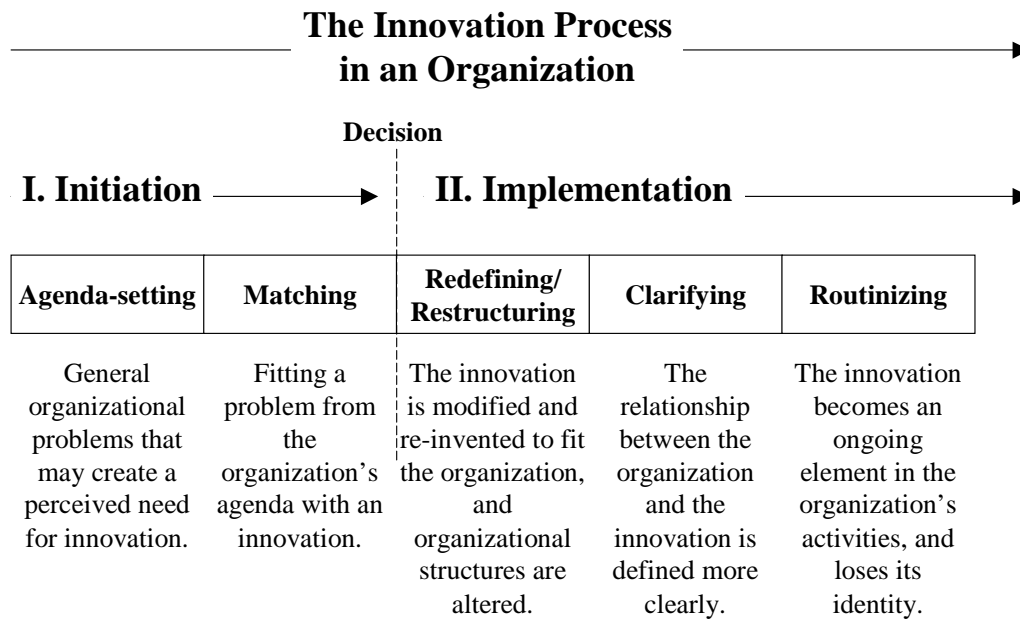 The Innovation Process
in an Organization
Decision
I. Initiation
II. Implementation
Agenda-setting
Matching
Redefining/
Restructuring
Clarifying
Routinizing
General
organizational
problems that
may create a
perceived need
for innovation.
Fitting a
problem from
the
organization’s
agenda with an
innovation.
The innovation
is modified and
re-invented to fit
the organization,
and
organizational
structures are
altered.
The
relationship
between the
organization
and the
innovation is
defined more
clearly.
The innovation
becomes an
ongoing
element in the
organization’s
activities, and
loses its
identity.